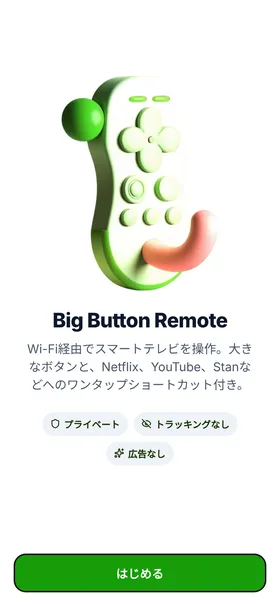 Big Button Remote
Wi-Fi経由でスマートテレビを操作。大き
なボタンと、Netflix、YouTube、Stanな
どへのワンタップショートカット付き。
プライベート
トラッキングなし
広告なし
はじめる